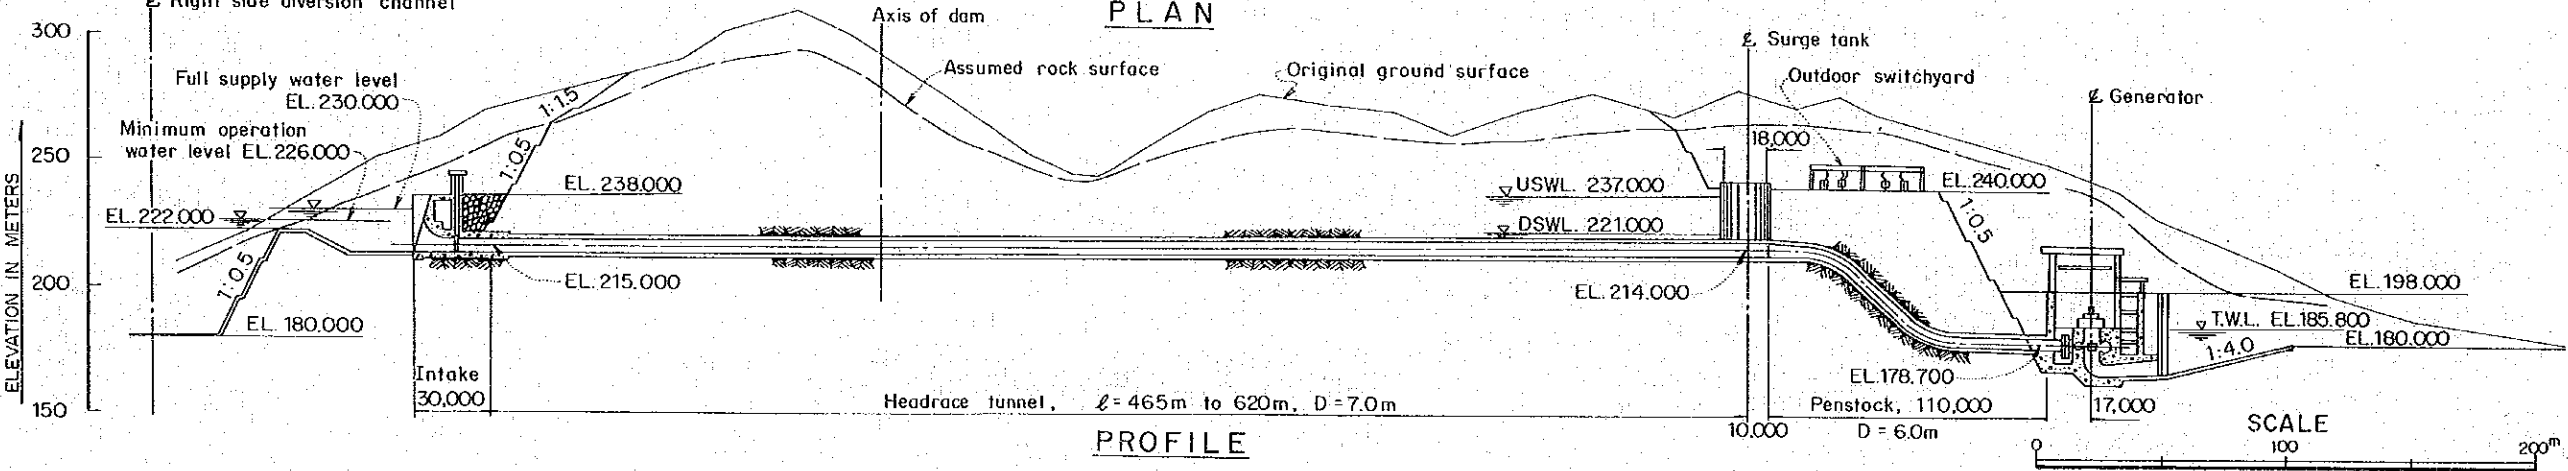 ℄ Right side diversion channel
PLAN
Axis of dam
300
Full supply water level
EL. 230.000
Assumed rock surface
Original ground surface
℄ Surge tank
Outdoor switchyard
℄ Generator
1:1.5
Minimum operation
water level EL. 226.000
1:0.5
18,000
250
EL. 238.000
USWL. 237.000
EL. 240.000
EL. 222.000
DSWL. 221.000
1:0.5
1:0.5
200
EL. 215.000
EL. 214.000
EL. 198.000
EL. 180.000
T.W.L. EL. 185.800
EL. 180.000
1:4.0
ELEVATION IN METERS
Intake
30,000
EL. 178.700
150
Headrace tunnel, ℓ = 465m to 620m, D = 7.0m
Penstock, 110,000
17,000
10.000
D = 6.0m
PROFILE
SCALE
0 100 200m